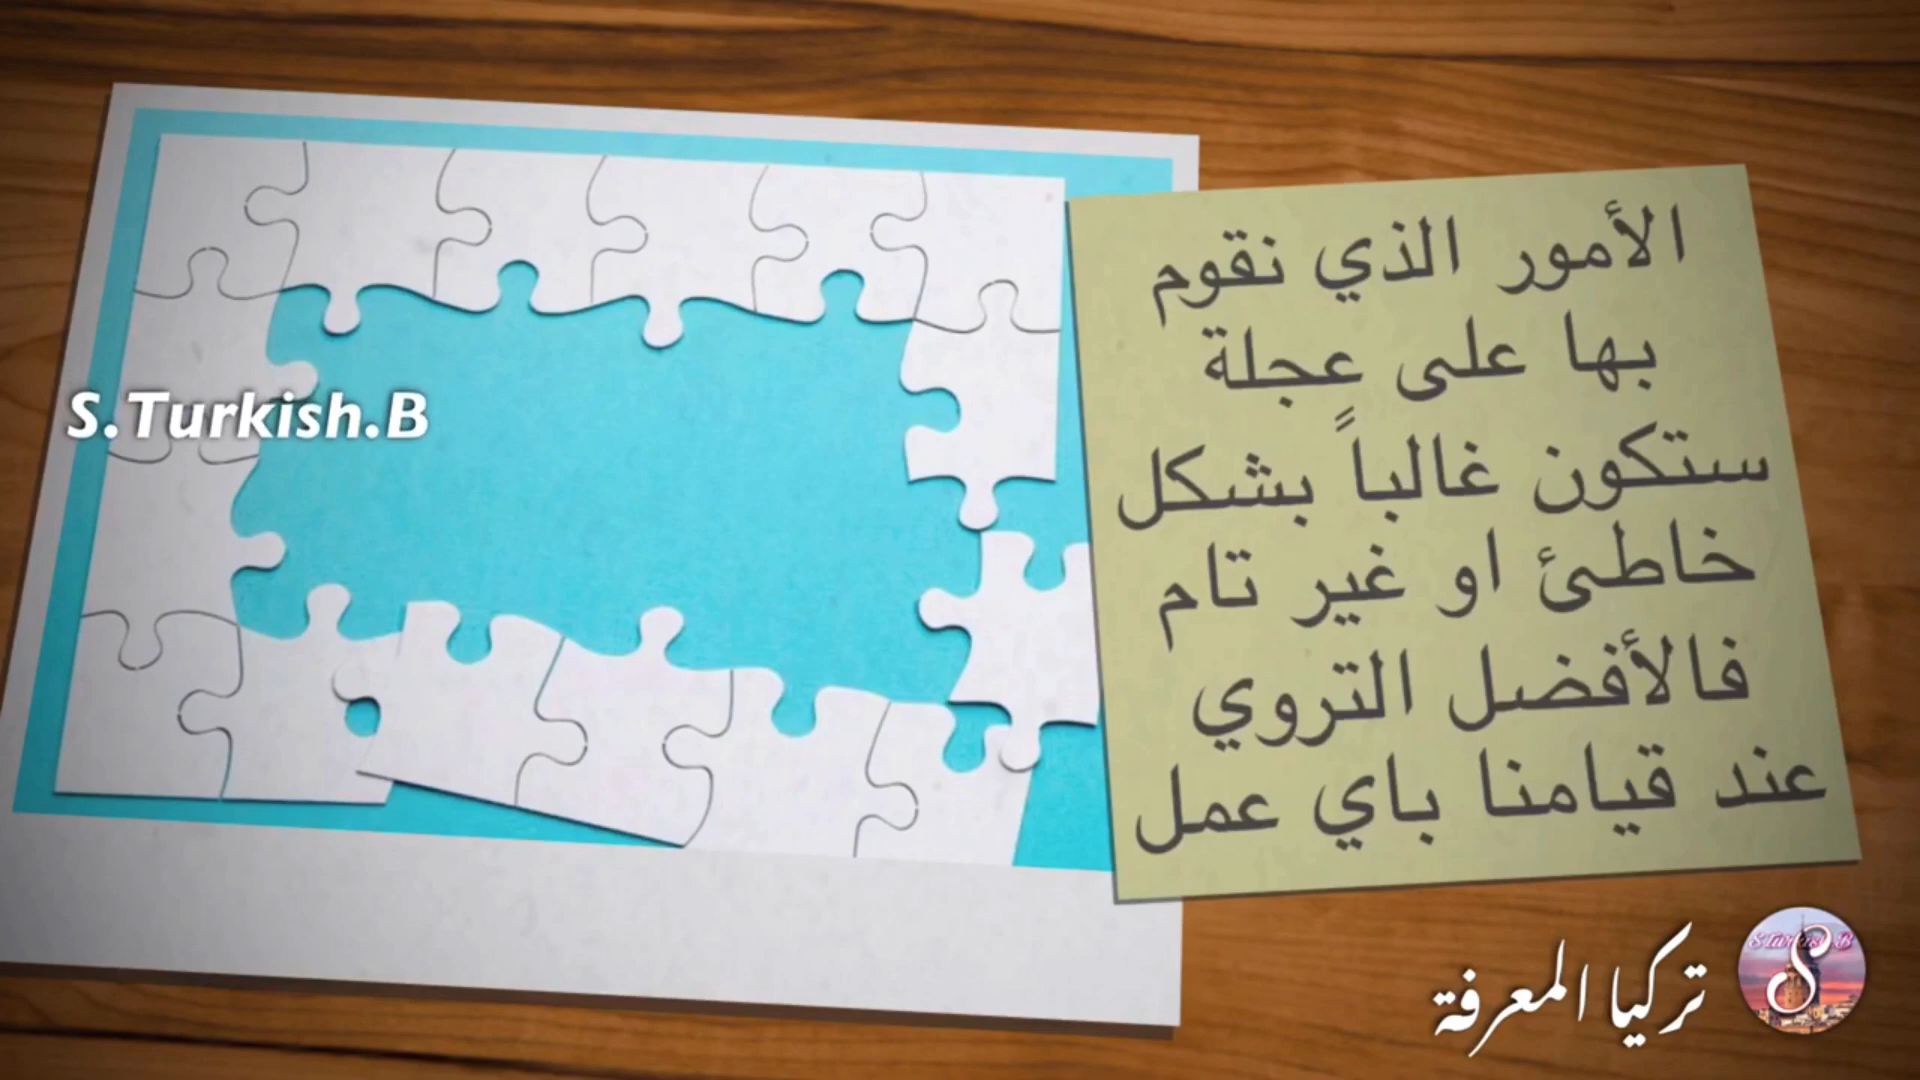 الأمور الذي نقوم
بها على عجلة
ستكون غالباً بشكل
خاطئ او غير تام
فالأفضل التروي
عند قيامنا باي عمل
S.Turkish.B
تركيا المعرفة
S Turkish B